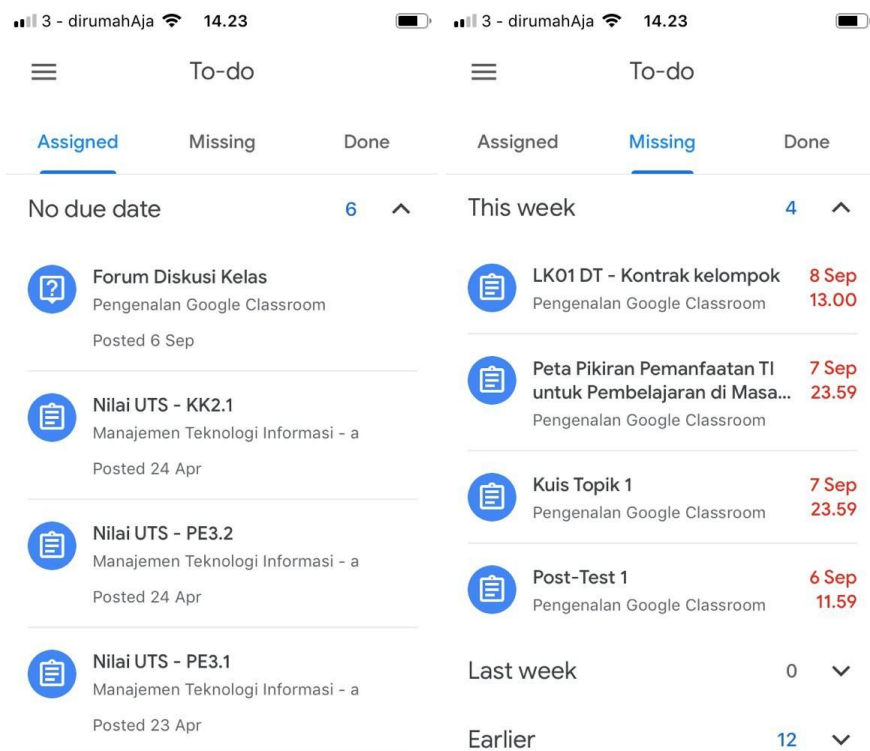 3 - dirumahAja 14.23
To-do
Assigned Missing Done
No due date 6
Forum Diskusi Kelas
Pengenalan Google Classroom
Posted 6 Sep
Nilai UTS - KK2.1
Manajemen Teknologi Informasi - a
Posted 24 Apr
Nilai UTS - PE3.2
Manajemen Teknologi Informasi - a
Posted 24 Apr
Nilai UTS - PE3.1
Manajemen Teknologi Informasi - a
Posted 23 Apr
3 - dirumahAja 14.23
To-do
Assigned Missing Done
This week 4
LK01 DT - Kontrak kelompok 8 Sep
Pengenalan Google Classroom 13.00
Peta Pikiran Pemanfaatan TI 7 Sep
untuk Pembelajaran di Masa... 23.59
Pengenalan Google Classroom
Kuis Topik 1 7 Sep
Pengenalan Google Classroom 23.59
Post-Test 1 6 Sep
Pengenalan Google Classroom 11.59
Last week 0
Earlier 12